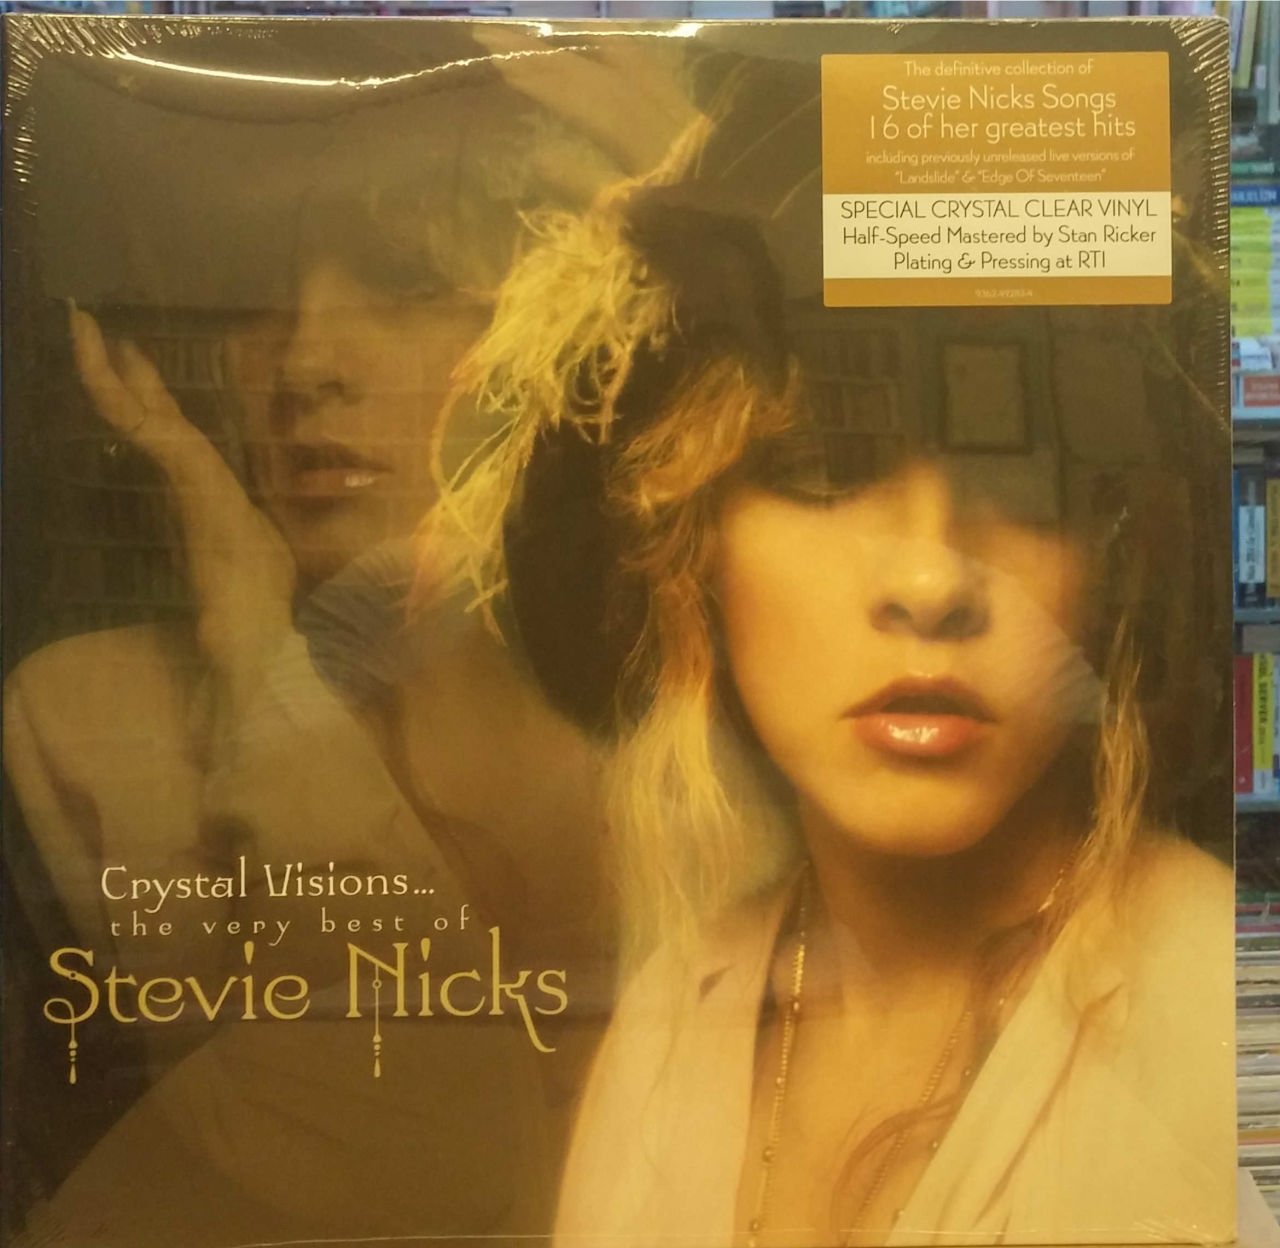 The definitive collection of
Stevie Nicks Songs
16 of her greatest hits
including previously unreleased live versions of
"Landslide" & "Edge Of Seventeen"
SPECIAL CRYSTAL CLEAR VINYL
Half-Speed Mastered by Stan Ricker
Plating & Pressing at RTI
Crystal Visions...
the very best of
Stevie Nicks